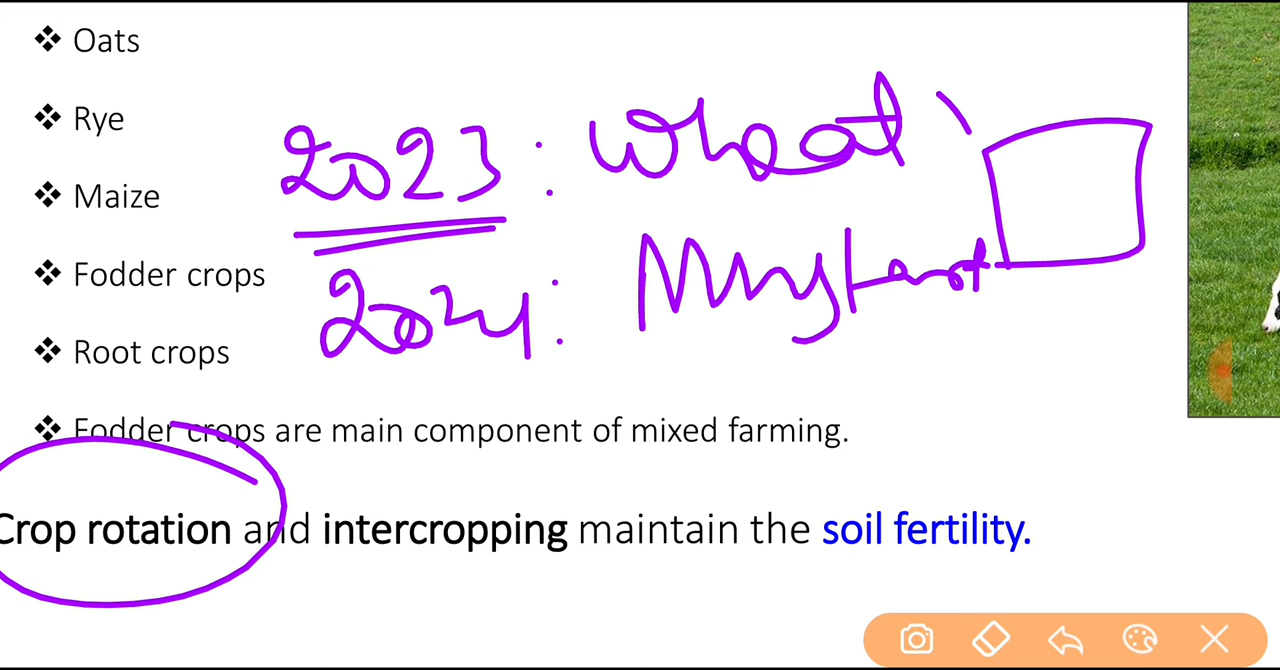 ❖ Oats
❖ Rye
❖ Maize
❖ Fodder crops
❖ Root crops
❖ Fodder crops are main component of mixed farming.
Crop rotation and intercropping maintain the soil fertility.
2023: Wheat
2024: